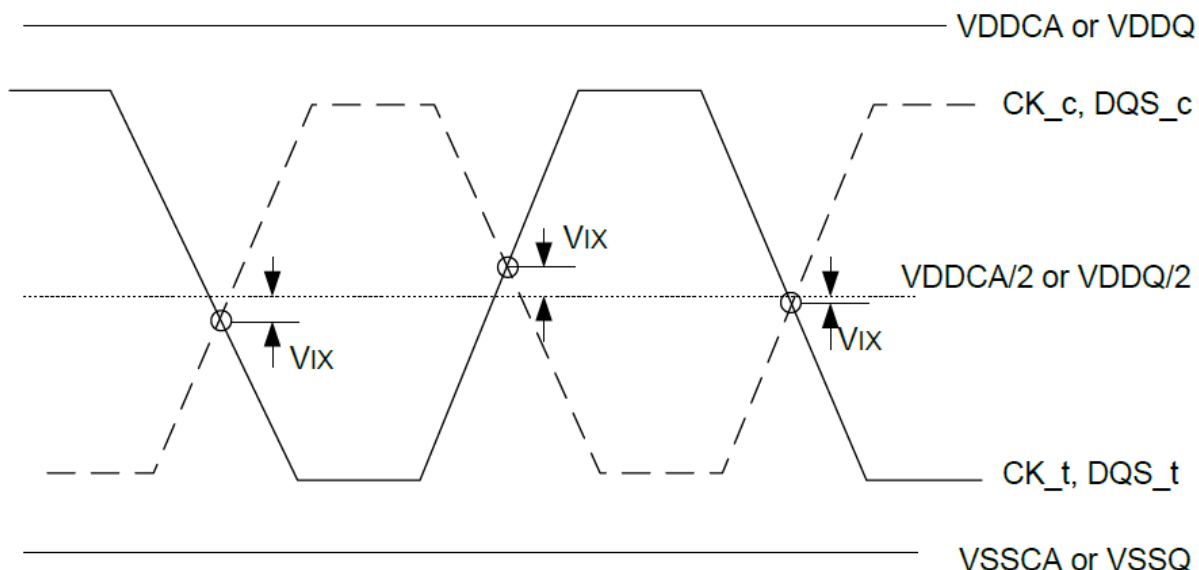 VDDCA or VDDQ
CK_c, DQS_c
VIX
VDDCA/2 or VDDQ/2
VIX
VIX
CK_t, DQS_t
VSSCA or VSSQ